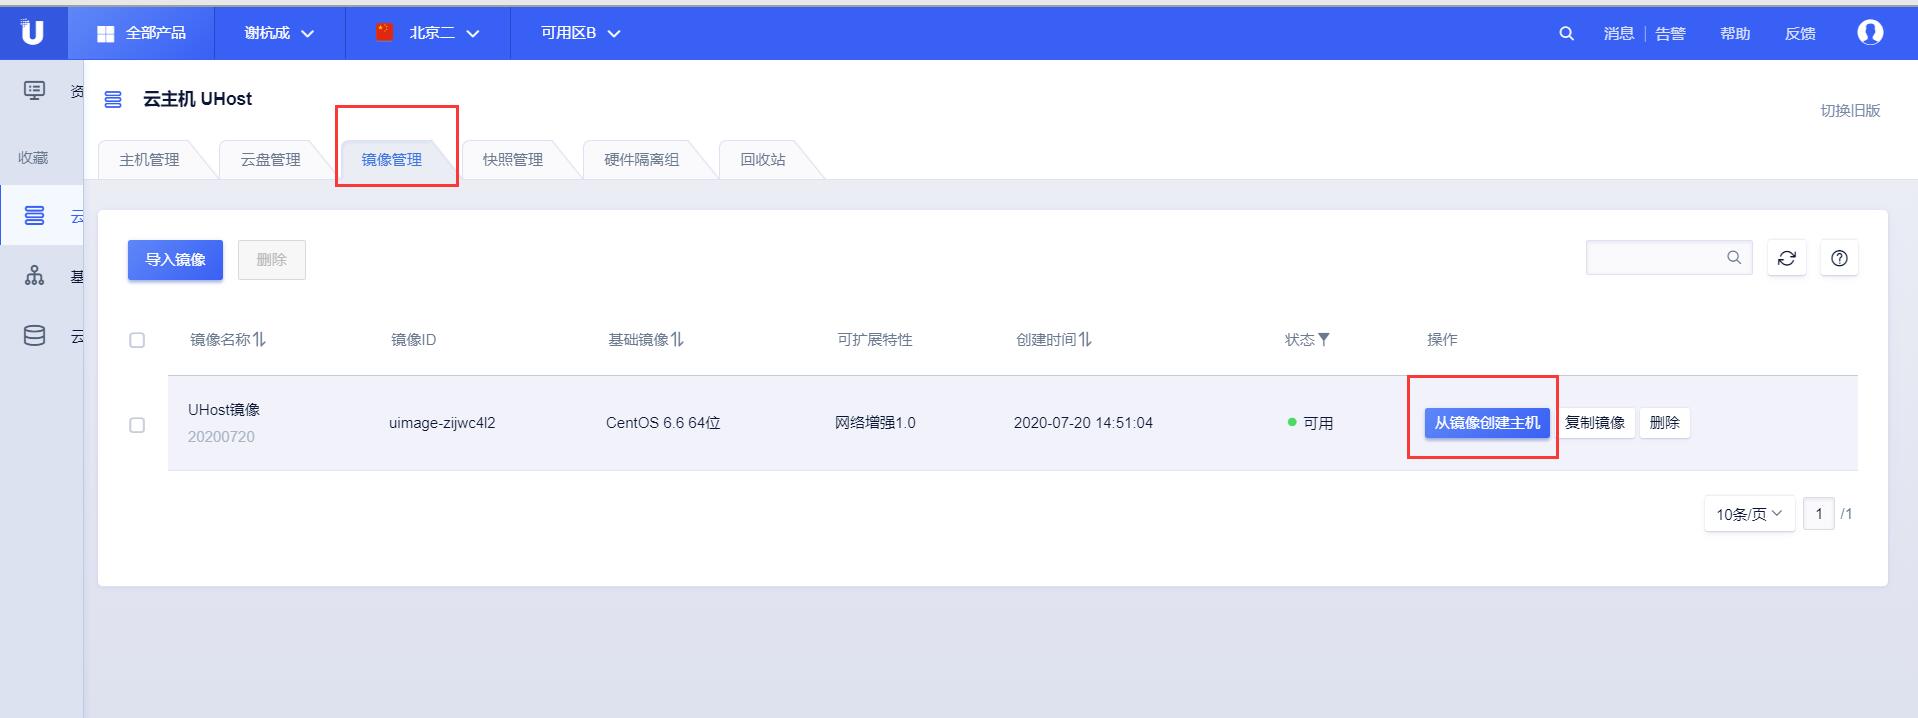 U
全部产品
谢杭成
北京二
可用区B
消息
告警
帮助
反馈
资
云主机 UHost
切换旧版
收藏
主机管理
云盘管理
镜像管理
快照管理
硬件隔离组
回收站
云
基
云
导入镜像
删除
镜像名称
镜像ID
基础镜像
可扩展特性
创建时间
状态
操作
UHost镜像
20200720
uimage-zijwc4l2
CentOS 6.6 64位
网络增强1.0
2020-07-20 14:51:04
可用
从镜像创建主机
复制镜像
删除
10条/页
1
/1